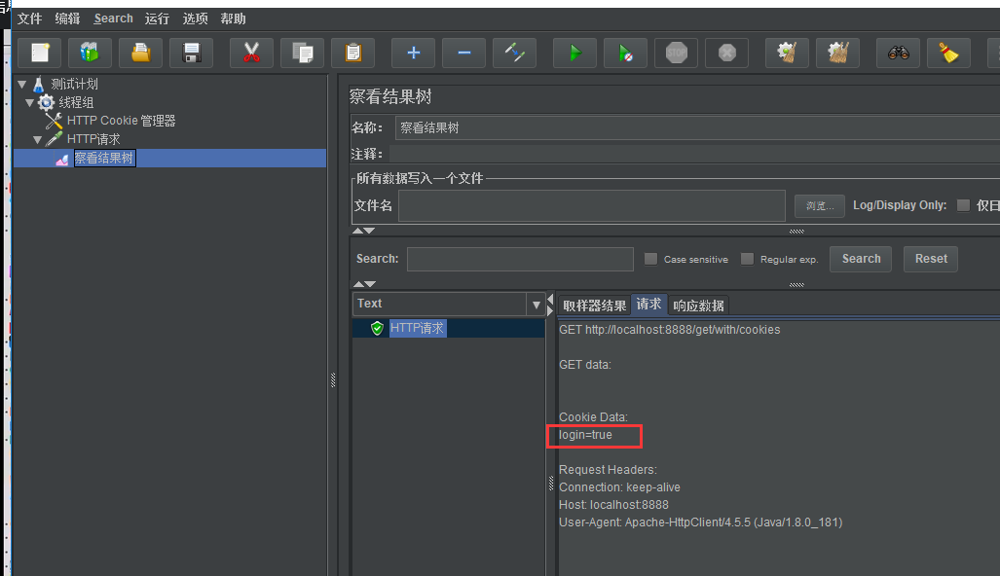 文件 编辑 Search 运行 选项 帮助
STOP
测试计划
线程组
HTTP Cookie 管理器
HTTP请求
察看结果树
察看结果树
名称: 察看结果树
注释:
所有数据写入一个文件
文件名 浏览... Log/Display Only: 仅日
Search: Case sensitive Regular exp. Search Reset
Text
HTTP请求
取样器结果 请求 响应数据
GET http://localhost:8888/get/with/cookies
GET data:
Cookie Data:
login=true
Request Headers:
Connection: keep-alive
Host: localhost:8888
User-Agent: Apache-HttpClient/4.5.5 (Java/1.8.0_181)